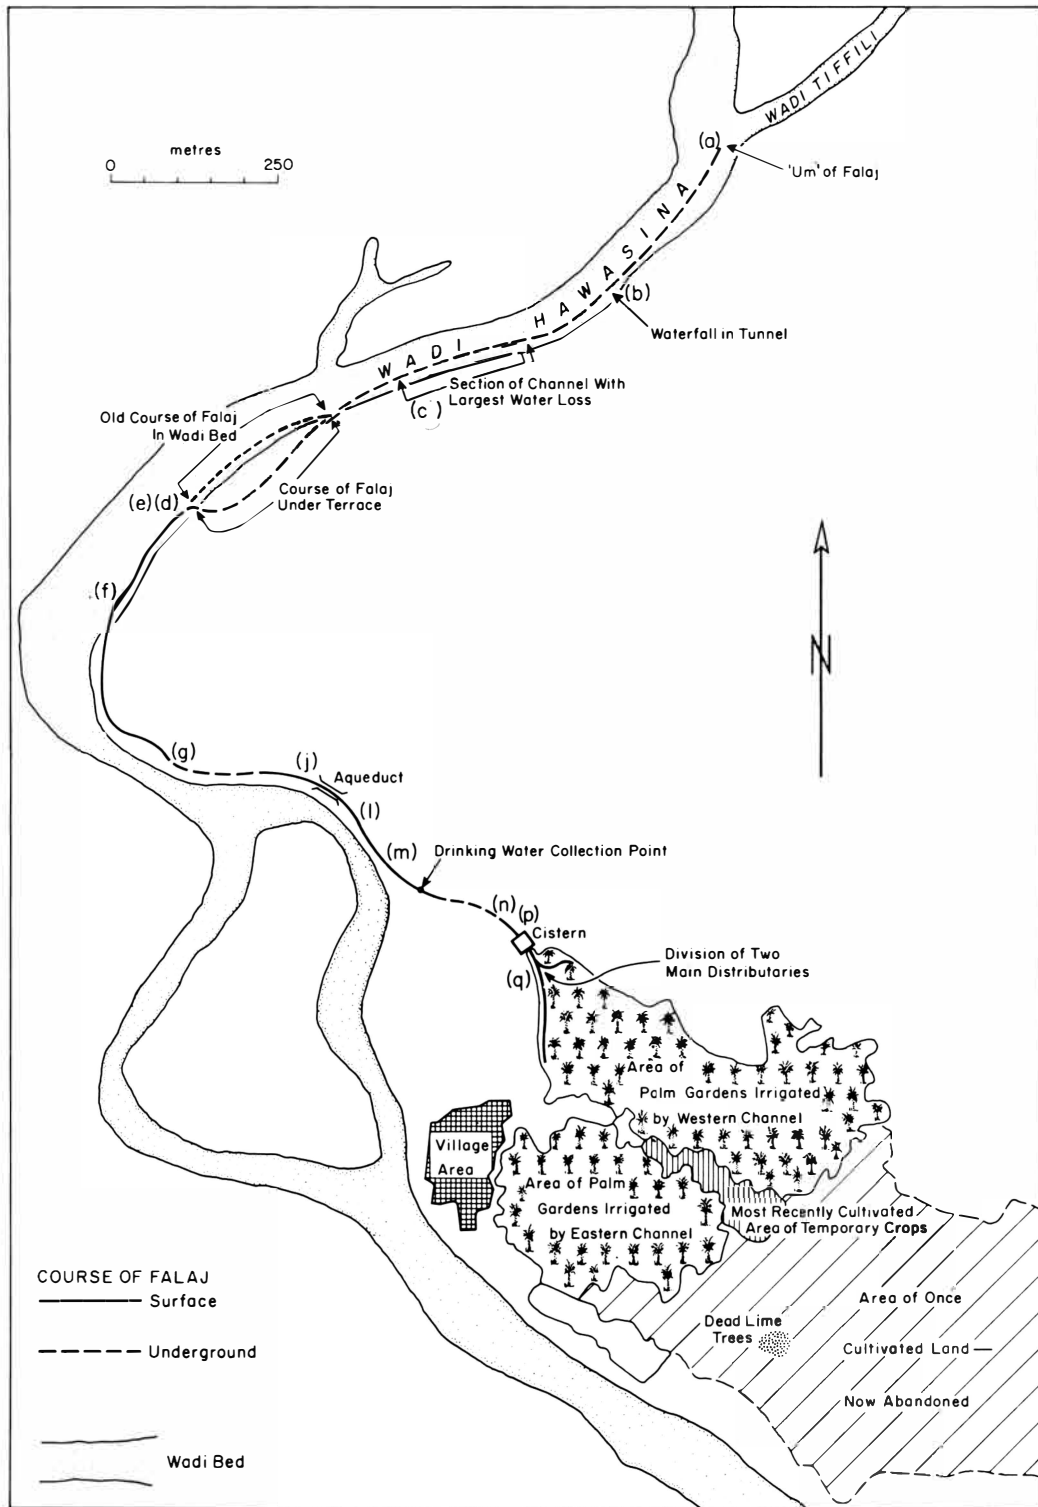 WADI TIFFILI
metres
0 250
(a)
'Um' of Falaj
WADI HAWASINA
(b)
Waterfall in Tunnel
Section of Channel With
Largest Water Loss
(c)
Old Course of Falaj
In Wadi Bed
Course of Falaj
Under Terrace
(e) (d)
(f)
N
(g)
(j)
Aqueduct
(l)
(m)
Drinking Water Collection Point
(n) (p)
Cistern
Division of Two
Main Distributaries
(q)
Area of
Palm Gardens Irrigated
by Western Channel
Village
Area
Area of Palm
Gardens Irrigated
by Eastern Channel
Most Recently Cultivated
Area of Temporary Crops
COURSE OF FALAJ
Surface
Underground
Wadi Bed
Dead Lime
Trees
Area of Once
Cultivated Land
Now Abandoned